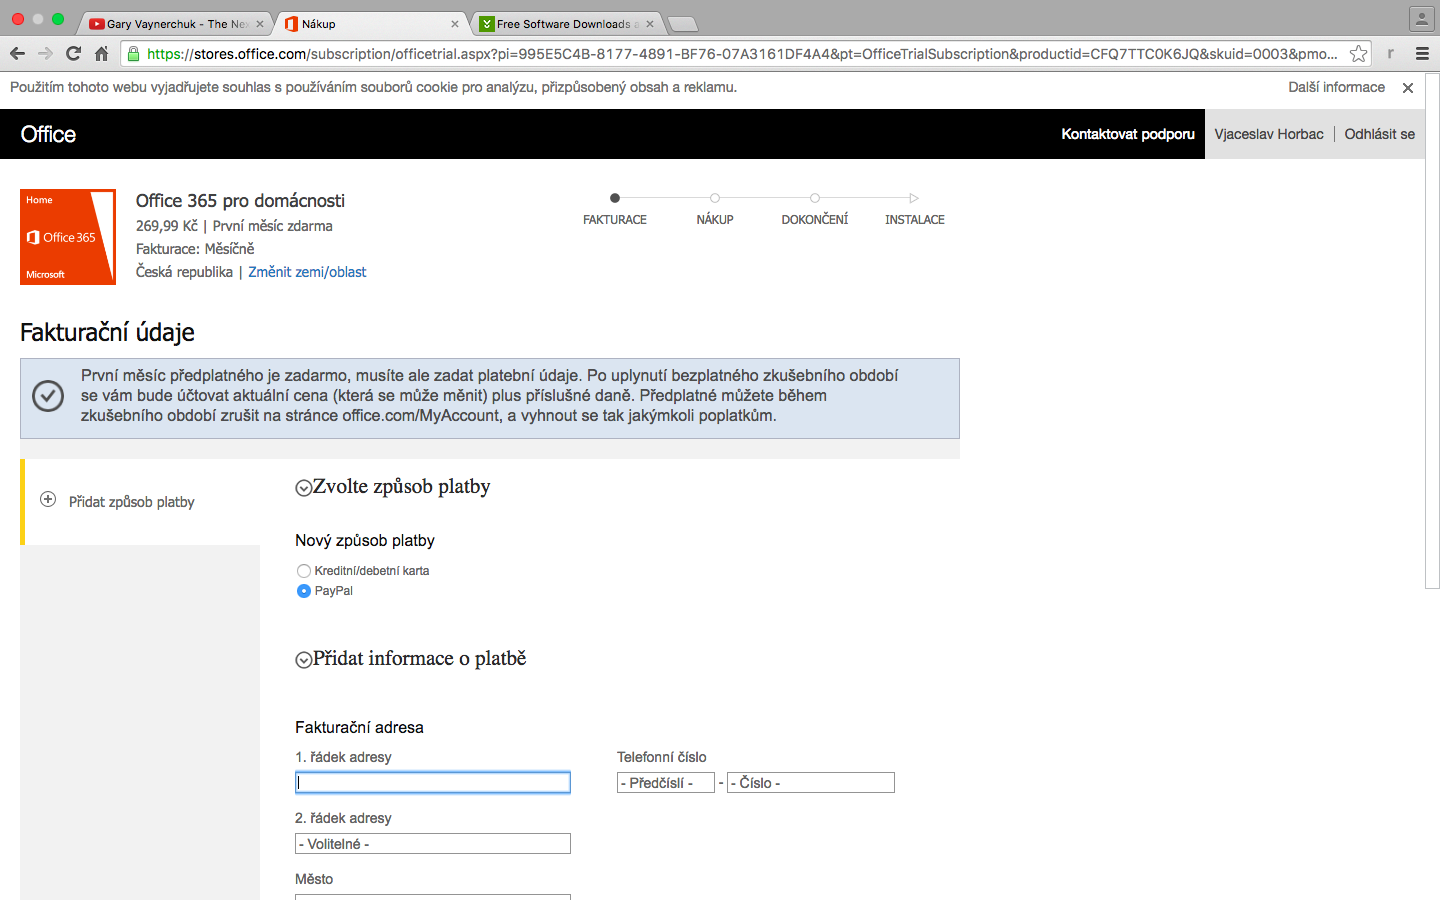 Gary Vaynerchuk - The Ne
Nákup
Free Software Downloads a
https://stores.office.com/subscription/officetrial.aspx?pi=995E5C4B-8177-4891-BF76-07A3161DF4A4&pt=OfficeTrialSubscription&productid=CFQ7TTC0K6JQ&skuid=0003&pmo...
r
Použitím tohoto webu vyjadřujete souhlas s používáním souborů cookie pro analýzu, přizpůsobený obsah a reklamu.
Další informace
Office
Kontaktovat podporu
Vjaceslav Horbac | Odhlásit se
Home
Office 365
Microsoft
Office 365 pro domácnosti
269,99 Kč | První měsíc zdarma
Fakturace: Měsíčně
Česká republika | Změnit zemi/oblast
FAKTURACE
NÁKUP
DOKONČENÍ
INSTALACE
Fakturační údaje
První měsíc předplatného je zadarmo, musíte ale zadat platební údaje. Po uplynutí bezplatného zkušebního období
se vám bude účtovat aktuální cena (která se může měnit) plus příslušné daně. Předplatné můžete během
zkušebního období zrušit na stránce office.com/MyAccount, a vyhnout se tak jakýmkoli poplatkům.
Přidat způsob platby
Zvolte způsob platby
Nový způsob platby
Kreditní/debetní karta
PayPal
Přidat informace o platbě
Fakturační adresa
1. řádek adresy
Telefonní číslo
- Předčíslí - - - Číslo -
2. řádek adresy
- Volitelné -
Město